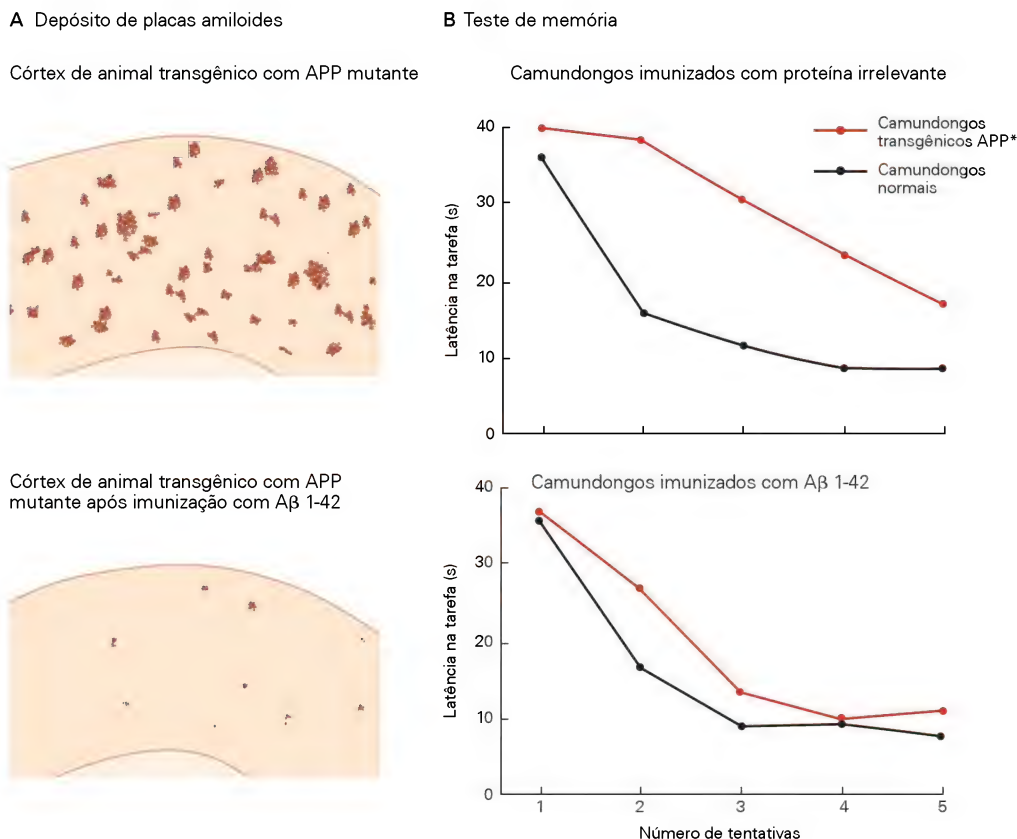 A Depósito de placas amiloides
Córtex de animal transgênico com APP mutante
Córtex de animal transgênico com APP
mutante após imunização com Aβ 1-42
B Teste de memória
Camundongos imunizados com proteína irrelevante
40
30
20
10
0
Latência na tarefa (s)
Camundongos
transgênicos APP*
Camundongos
normais
Camundongos imunizados com Aβ 1-42
40
30
20
10
0
Latência na tarefa (s)
1 2 3 4 5
Número de tentativas